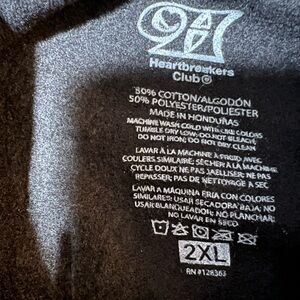 Heartbreakers
Club®
50% COTTON/ALGODÓN
50% POLYESTER/POLIESTER
MADE IN HONDURAS
MACHINE WASH COLD WITH LIKE COLORS
TUMBLE DRY LOW; DO NOT BLEACH
DO NOT IRON; DO NOT DRY CLEAN
LAVAR À LA MACHINE À FROID AVEC
COULEURS SIMILAIRE; SÉCHER À LA MACHINE
CYCLE DOUX NE PAS JAELLISER; NE PAS
REPASSER; PAS DE NETTOYAGE À SEC
LAVAR A MÁQUINA FRIA CON COLORES
SIMILARES; USAR SECADORA BAJA; NO
USAR BLANQUEADOR; NO PLANCHAR;
NO LAVAR EN SECO
2XL
RN #128363